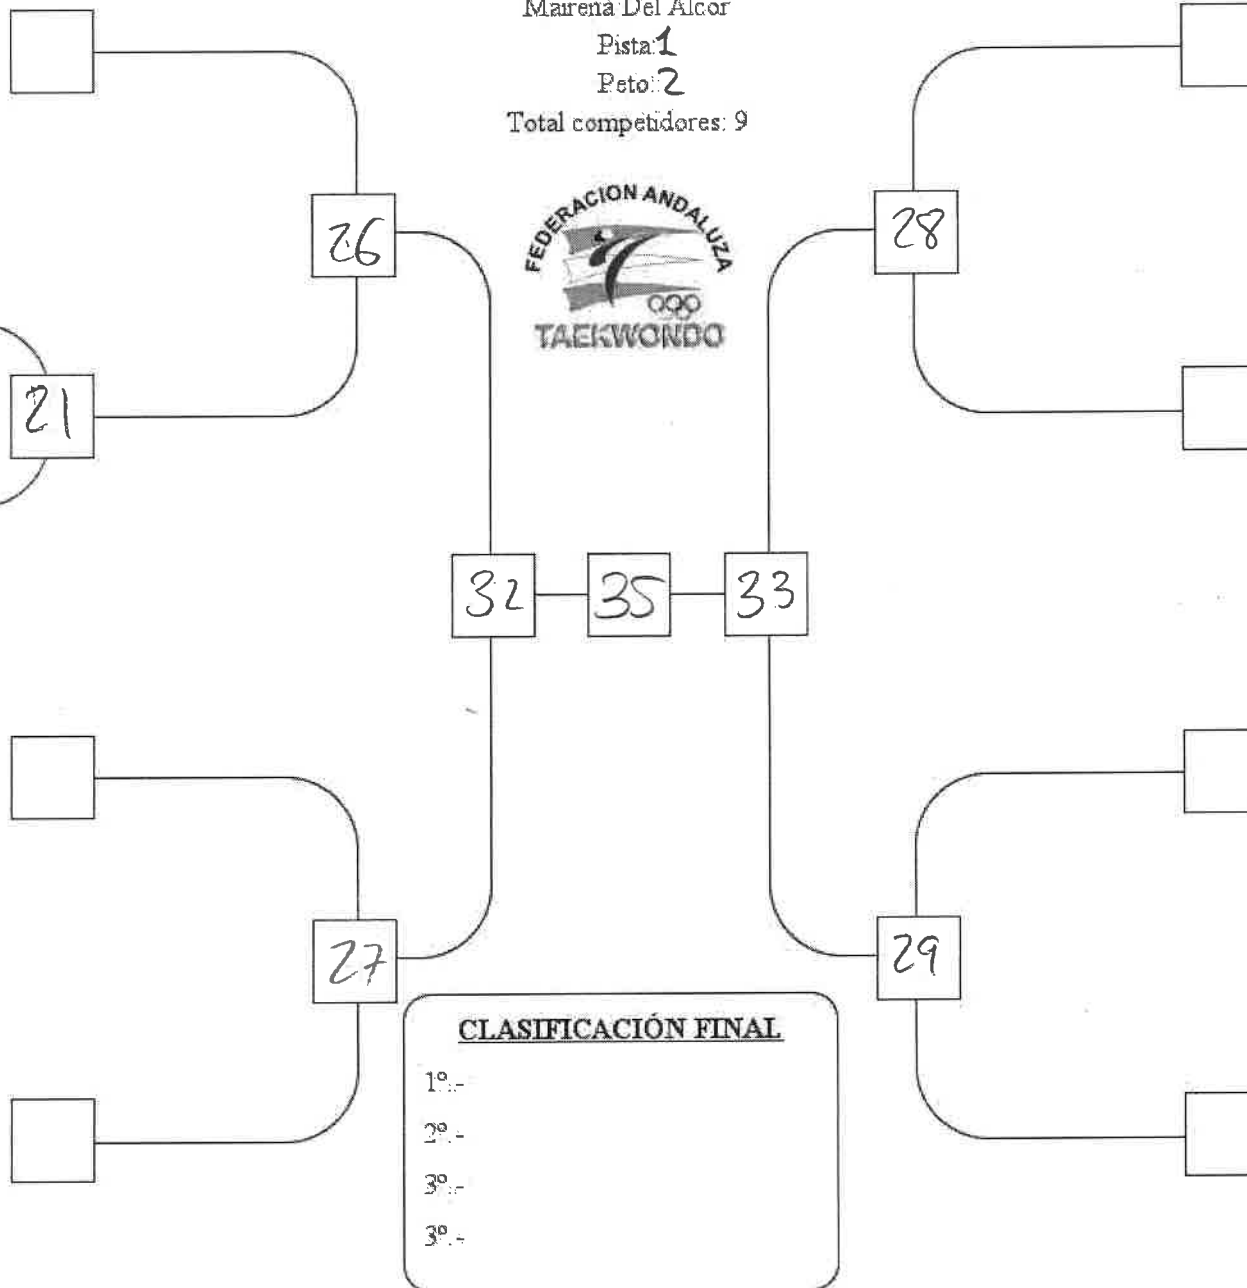 Mairena Del Alcor
Pista: 1
Peto: 2
Total competidores: 9
FEDERACION ANDALUZA
TAEKWONDO
26
28
21
32
35
33
27
29
CLASIFICACIÓN FINAL
1º.-
2º.-
3º.-
3º.-